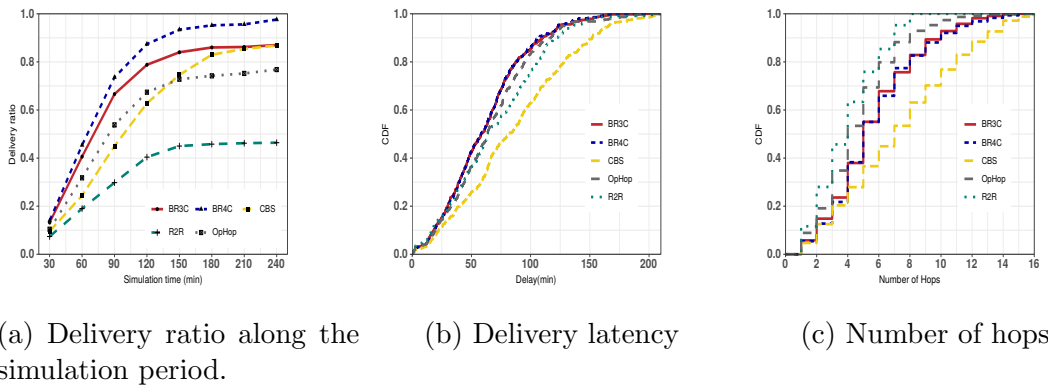 1.0
0.8
0.6
0.4
0.2
0.0
Delivery ratio
30 60 90 120 150 180 210 240
Simulation time (min)
BR3C BR4C CBS
R2R OpHop
1.0
0.8
0.6
0.4
0.2
0.0
CDF
0 50 100 150 200
Delay(min)
BR3C
BR4C
CBS
OpHop
R2R
1.0
0.8
0.6
0.4
0.2
0.0
CDF
0 2 4 6 8 10 12 14 16
Number of Hops
BR3C
BR4C
CBS
OpHop
R2R
(a) Delivery ratio along the
simulation period.
(b) Delivery latency
(c) Number of hops